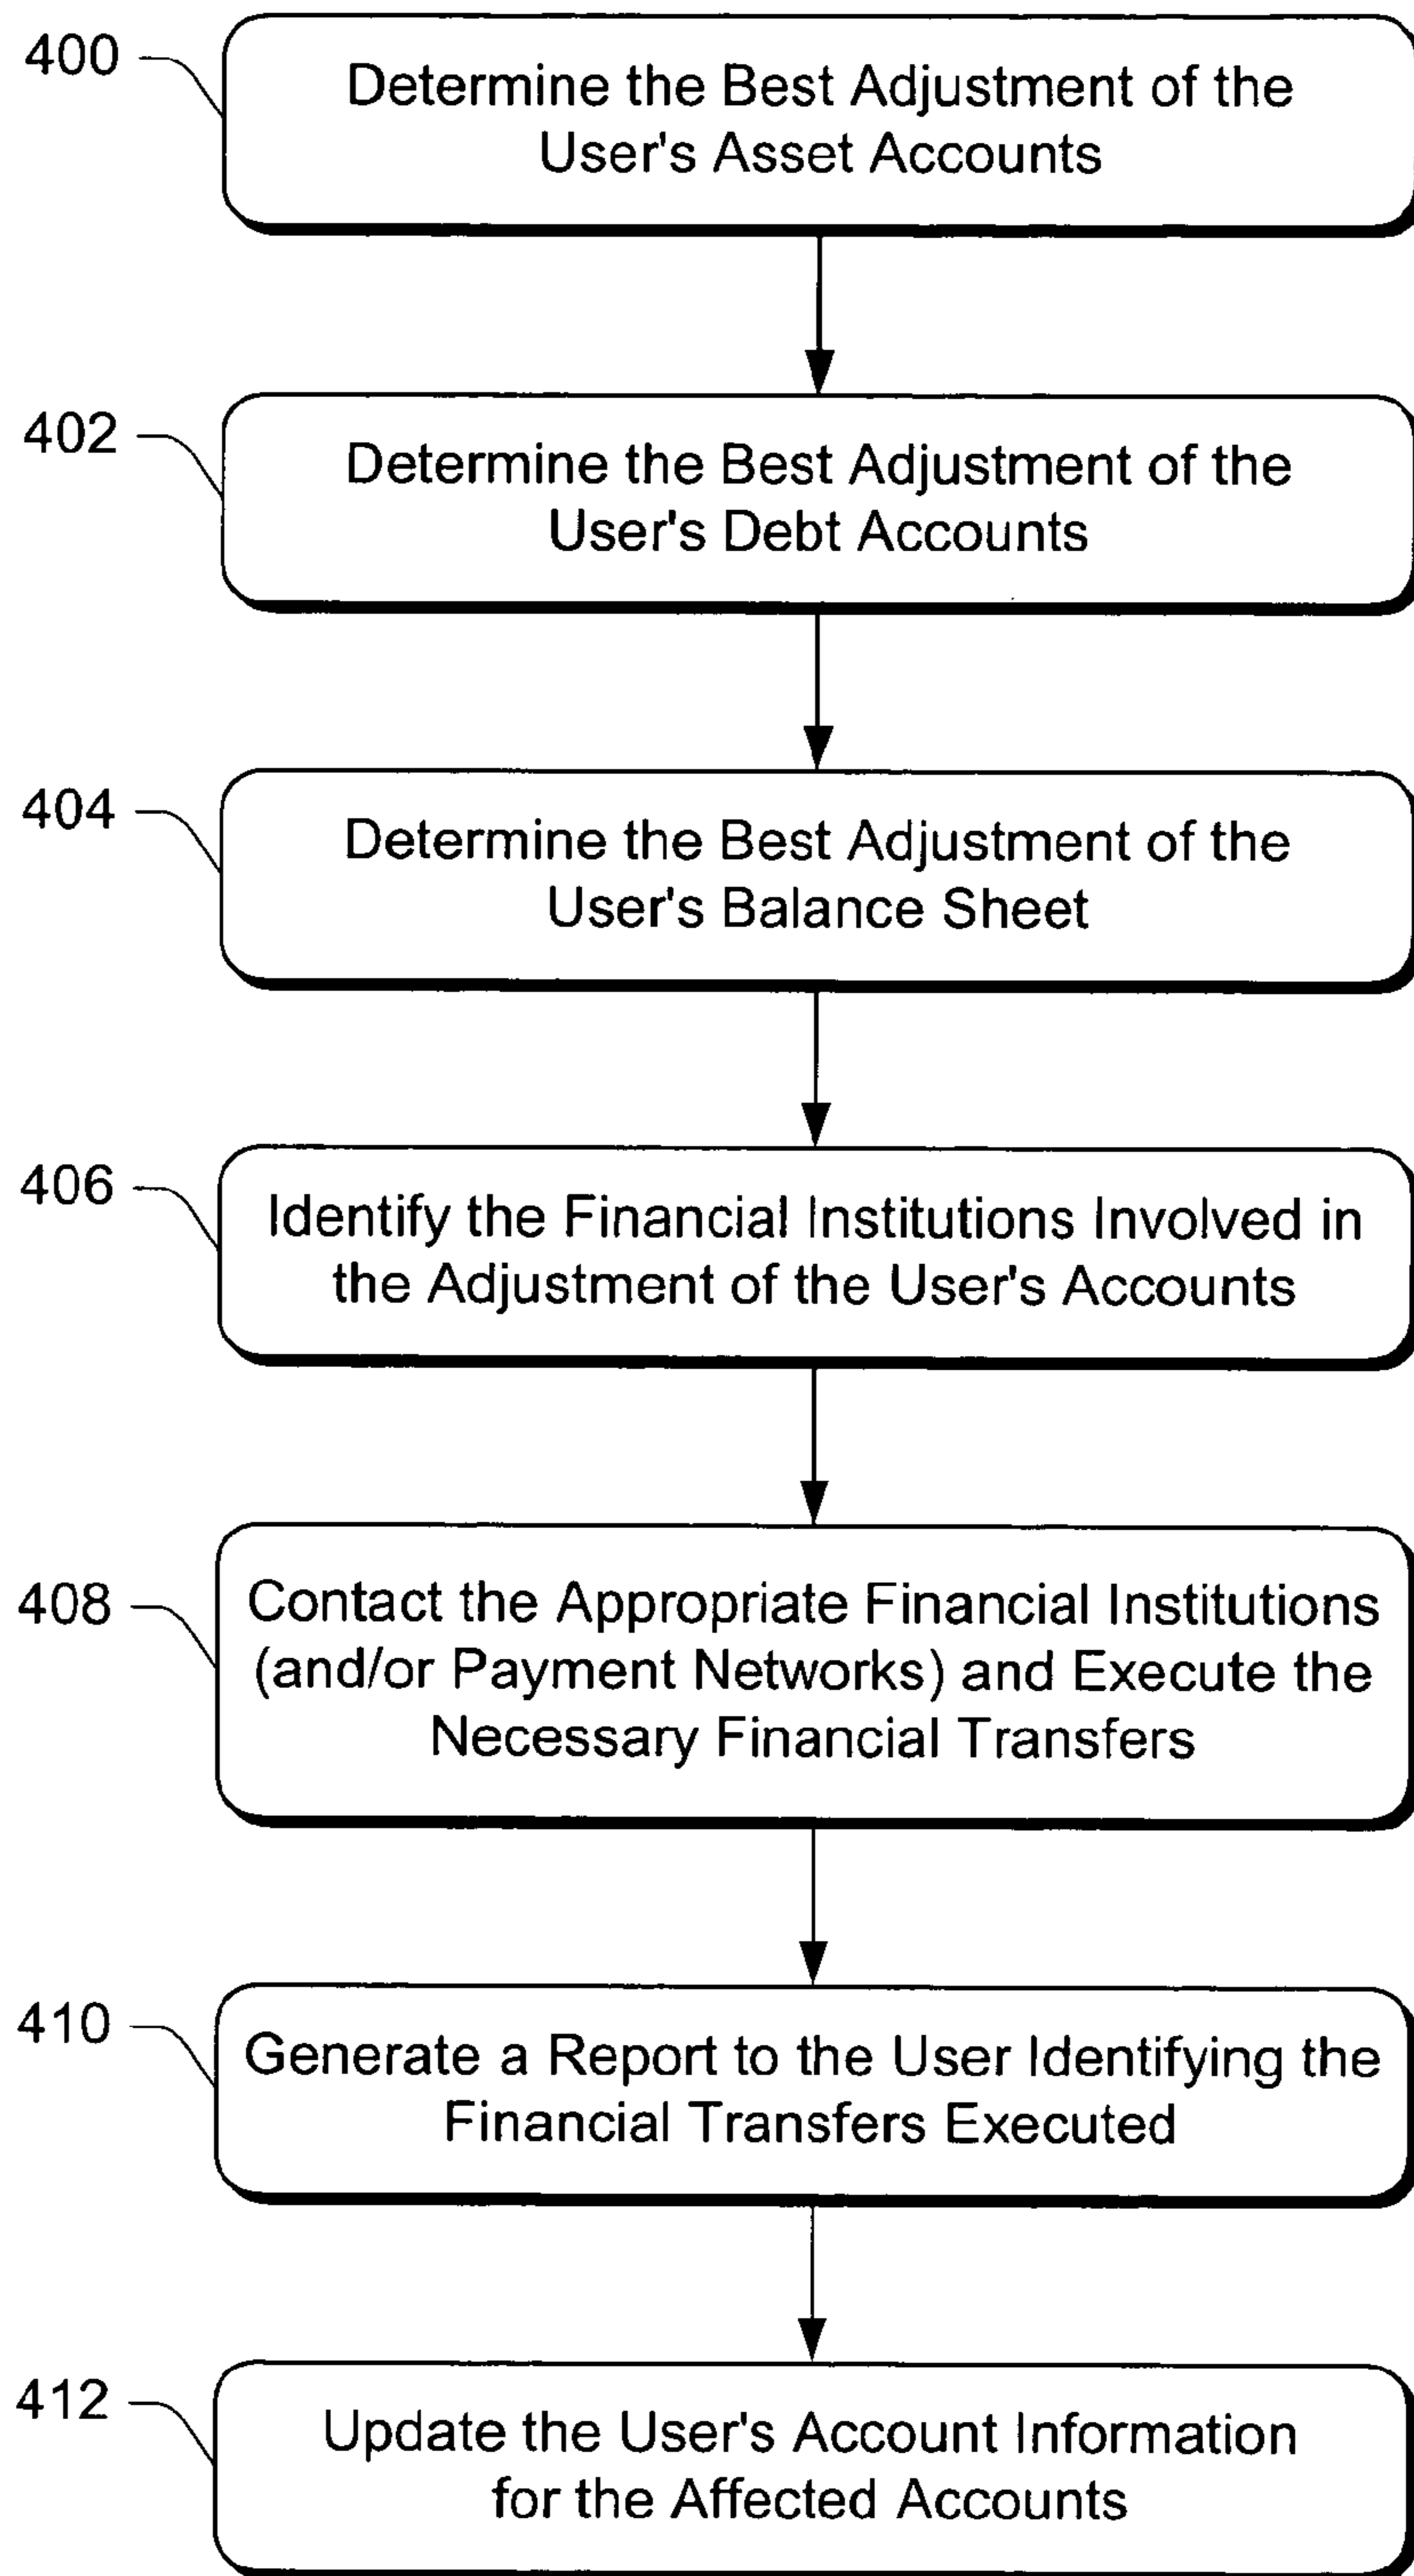 400
Determine the Best Adjustment of the
User's Asset Accounts
402
Determine the Best Adjustment of the
User's Debt Accounts
404
Determine the Best Adjustment of the
User's Balance Sheet
406
Identify the Financial Institutions Involved in
the Adjustment of the User's Accounts
408
Contact the Appropriate Financial Institutions
(and/or Payment Networks) and Execute the
Necessary Financial Transfers
410
Generate a Report to the User Identifying the
Financial Transfers Executed
412
Update the User's Account Information
for the Affected Accounts